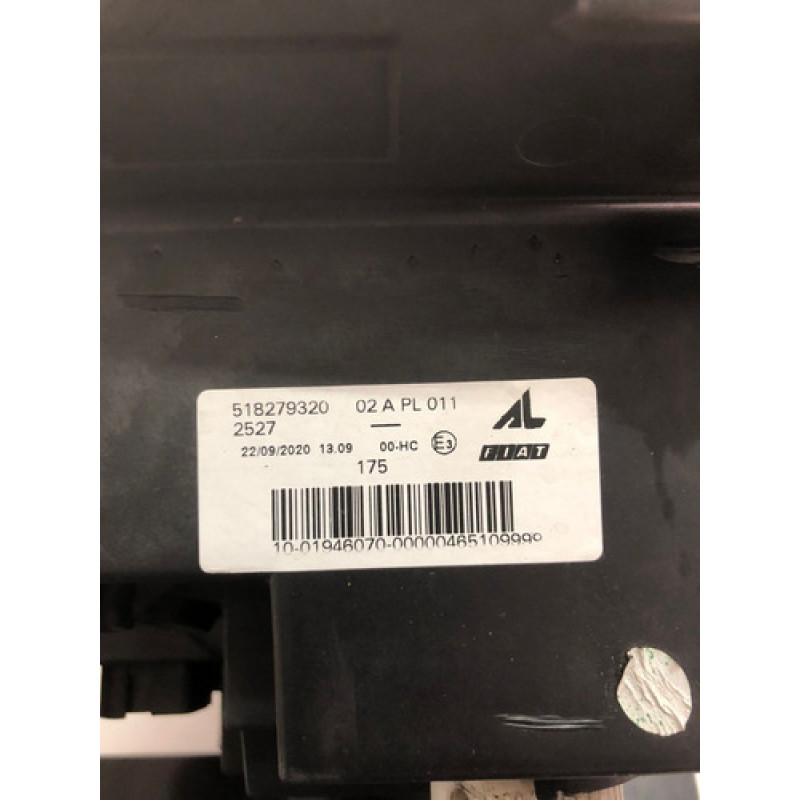 518279320 02 A PL 011
2527
22/09/2020 13.09 00-HC E3
175
AL
FIAT
10-01946070-00000465109999